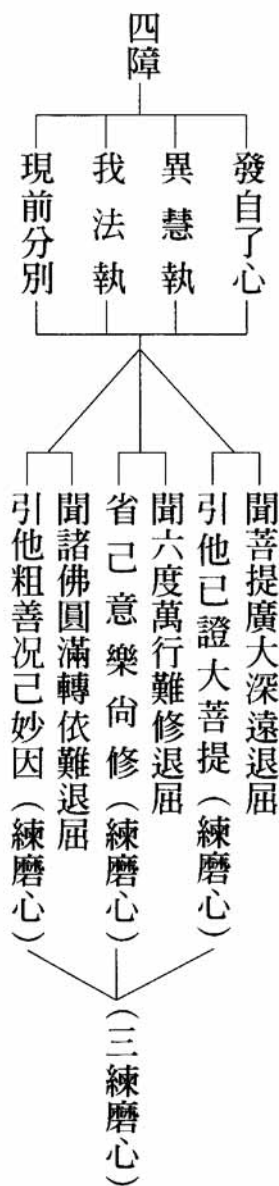 四障
發自了心
異慧執
我法執
現前分別
聞菩提廣大深遠退屈
引他已證大菩提（練磨心）
聞六度萬行難修退屈
省己意樂尚修（練磨心）
聞諸佛圓滿轉依難退屈
引他粗善況己妙因（練磨心）
（三練磨心）